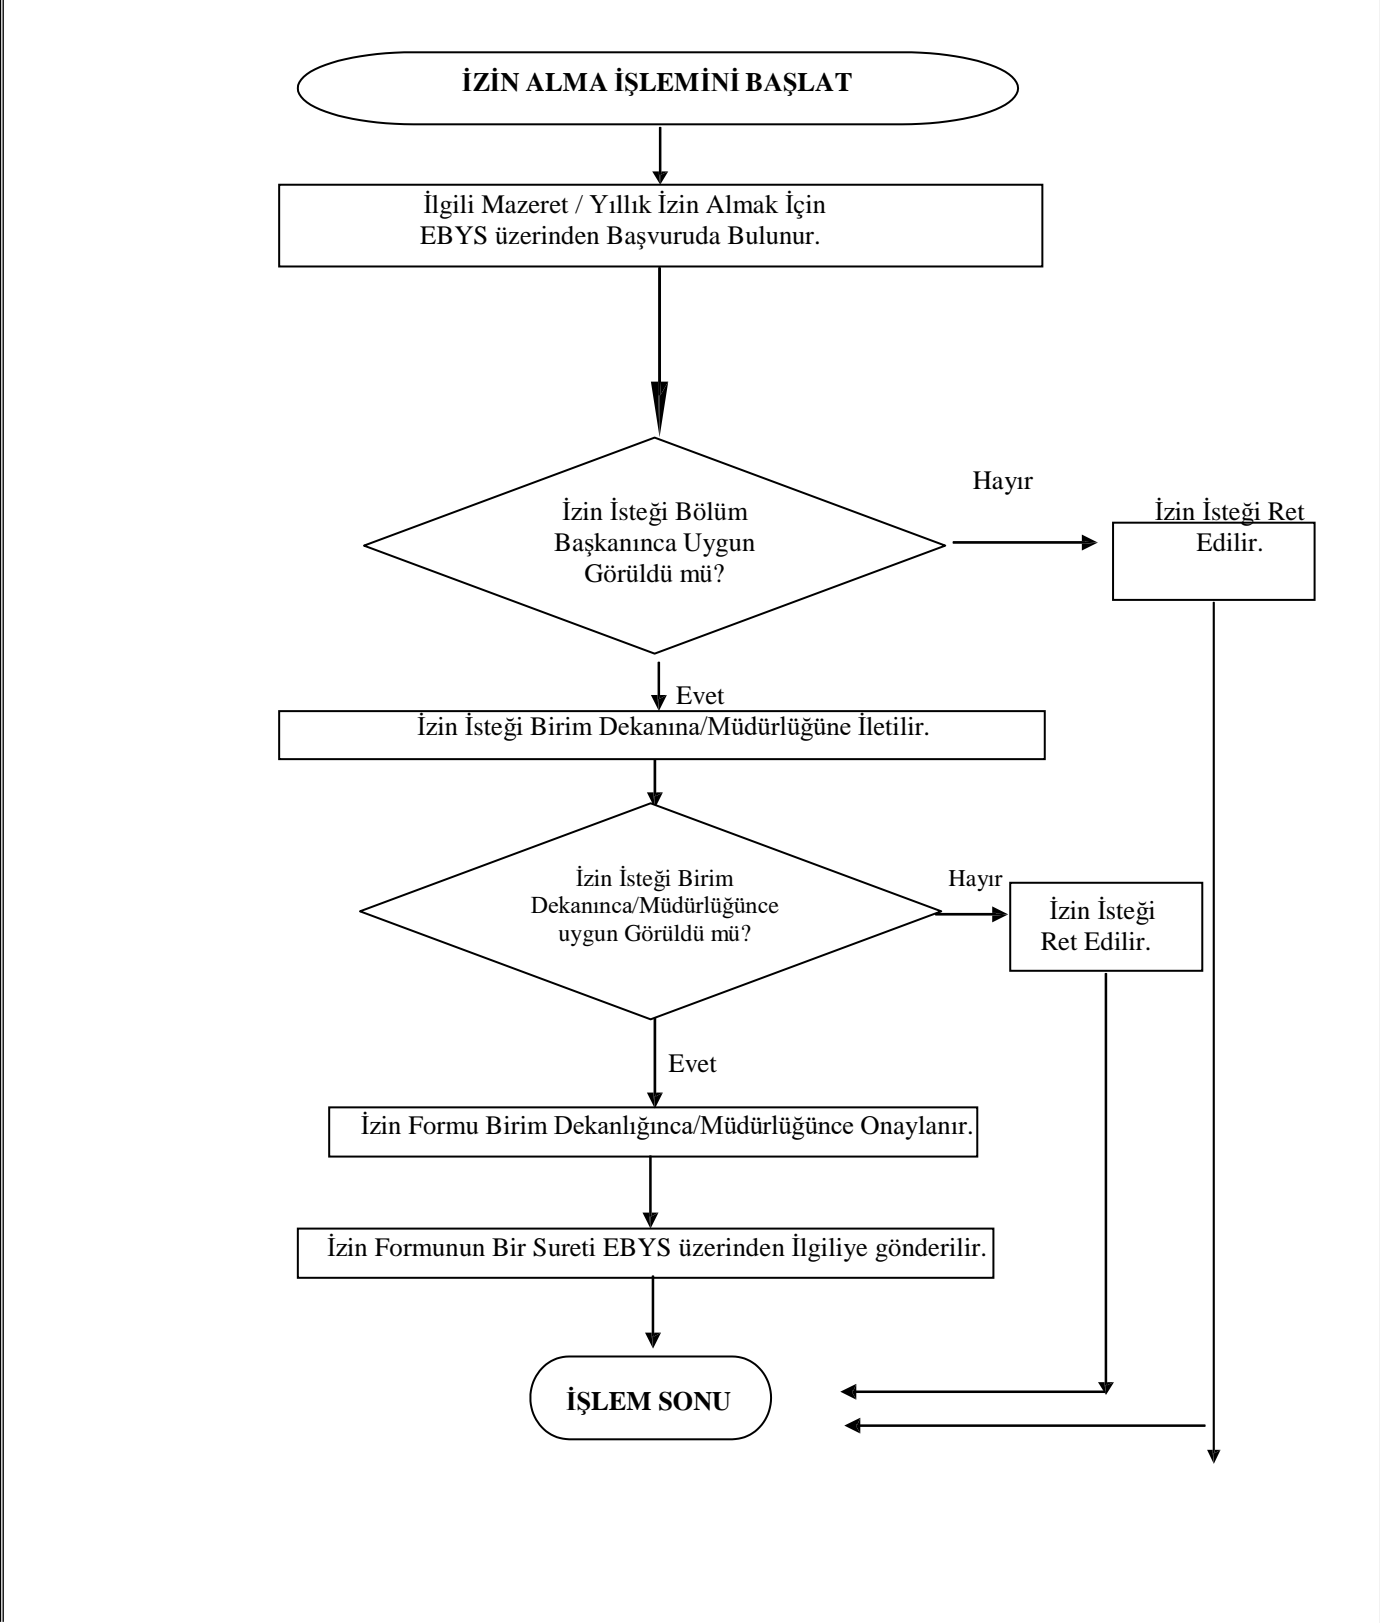 İZİN ALMA İŞLEMİNİ BAŞLAT
İlgili Mazeret / Yıllık İzin Almak İçin
EBYS üzerinden Başvuruda Bulunur.
Hayır
İzin İsteği Bölüm
Başkanınca Uygun
Görüldü mü?
İzin İsteği Ret
Edilir.
Evet
İzin İsteği Birim Dekanına/Müdürlüğüne İletilir.
İzin İsteği Birim
Dekanınca/Müdürlüğünce
uygun Görüldü mü?
Hayır
İzin İsteği
Ret Edilir.
Evet
İzin Formu Birim Dekanlığınca/Müdürlüğünce Onaylanır.
İzin Formunun Bir Sureti EBYS üzerinden İlgiliye gönderilir.
İŞLEM SONU